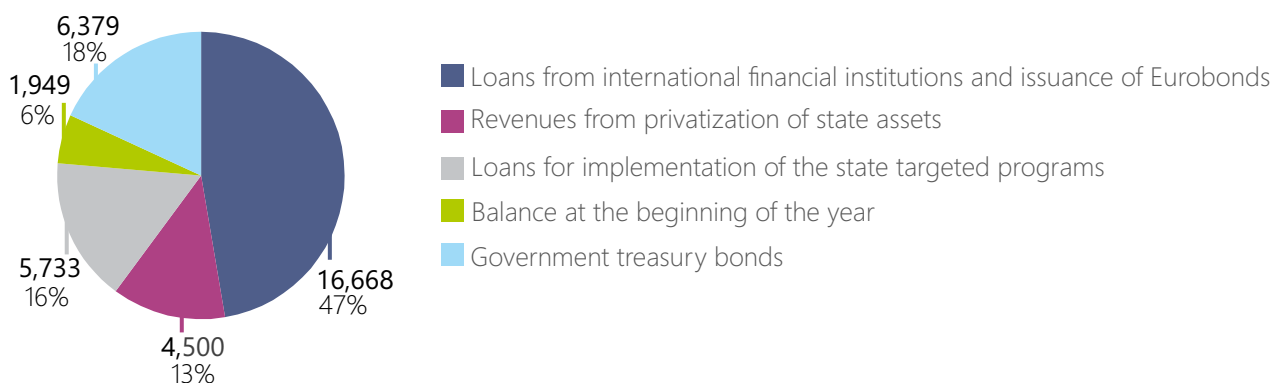 6,379
18%
1,949
6%
5,733
16%
4,500
13%
16,668
47%
Loans from international financial institutions and issuance of Eurobonds
Revenues from privatization of state assets
Loans for implementation of the state targeted programs
Balance at the beginning of the year
Government treasury bonds